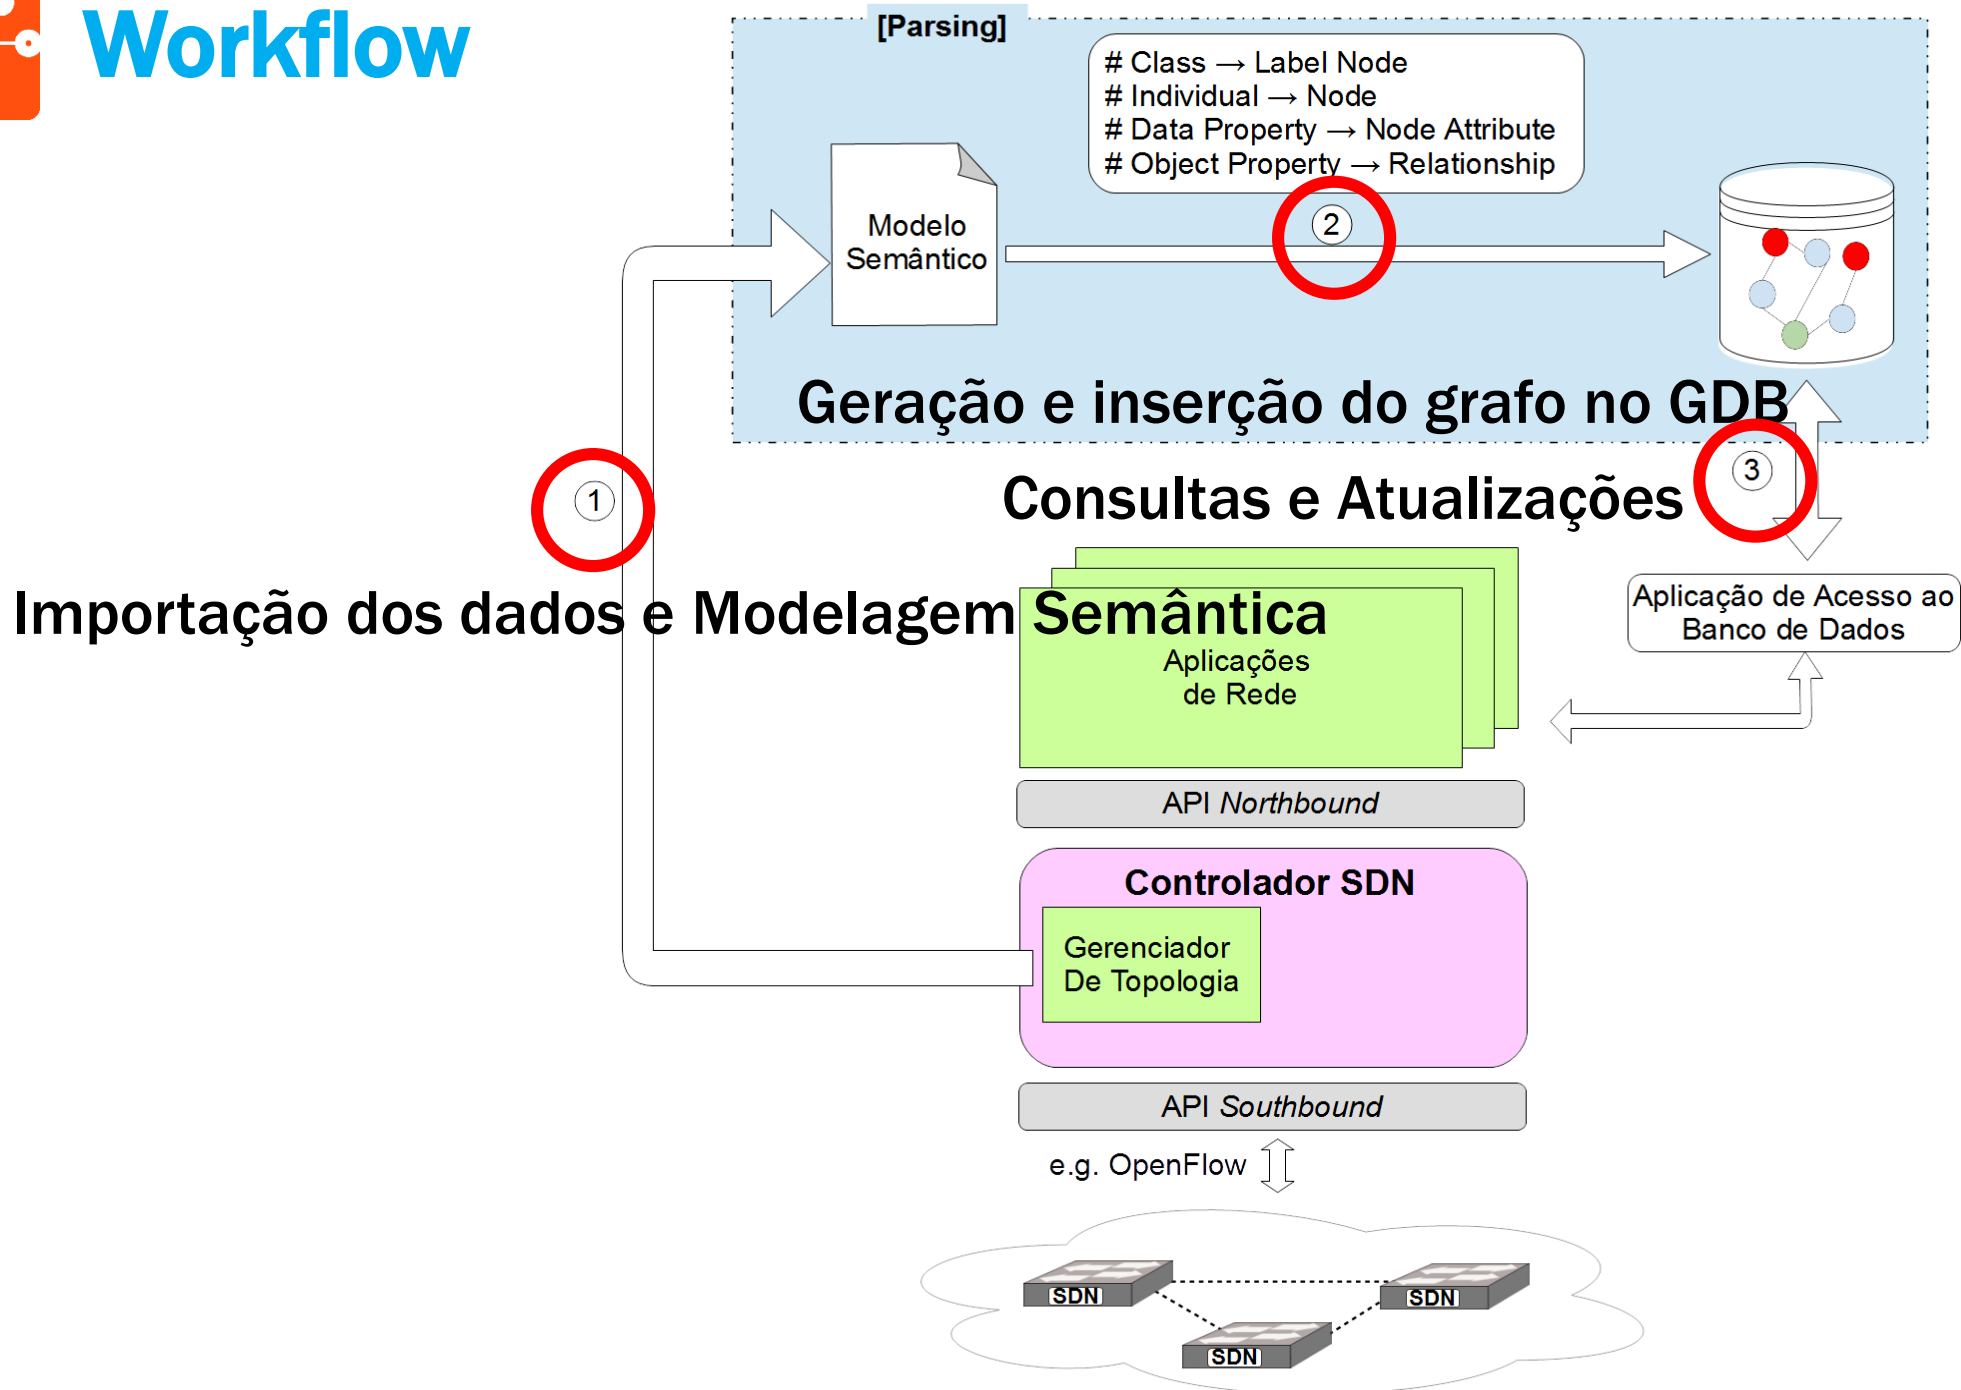 Workflow
[Parsing]
# Class → Label Node
# Individual → Node
# Data Property → Node Attribute
# Object Property → Relationship
Modelo
Semântico
2
Geração e inserção do grafo no GDB
1
3
Consultas e Atualizações
Importação dos dados e Modelagem Semântica
Aplicação de Acesso ao
Banco de Dados
Aplicações
de Rede
API Northbound
Controlador SDN
Gerenciador
De Topologia
API Southbound
e.g. OpenFlow
SDN
SDN
SDN